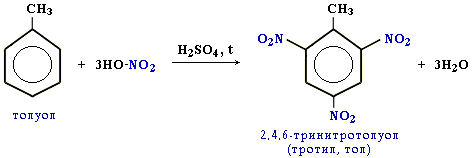 CH₃
толуол
+ 3HO-NO₂
H₂SO₄, t
CH₃
O₂N
NO₂
NO₂
+ 3H₂O
2,4,6-тринитротолуол
(тротил, тол)